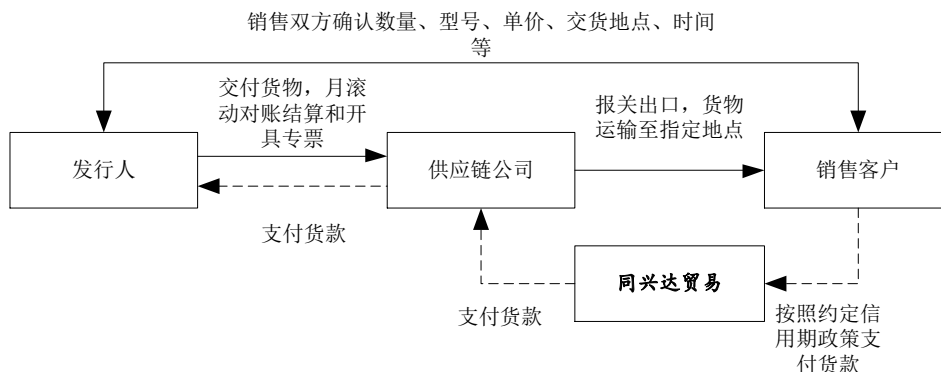 销售双方确认数量、型号、单价、交货地点、时间
等
交付货物，月滚
动对账结算和开
具专票
报关出口，货物
运输至指定地点
发行人
供应链公司
销售客户
支付货款
同兴达贸易
支付货款
按照约定信
用期政策支
付货款